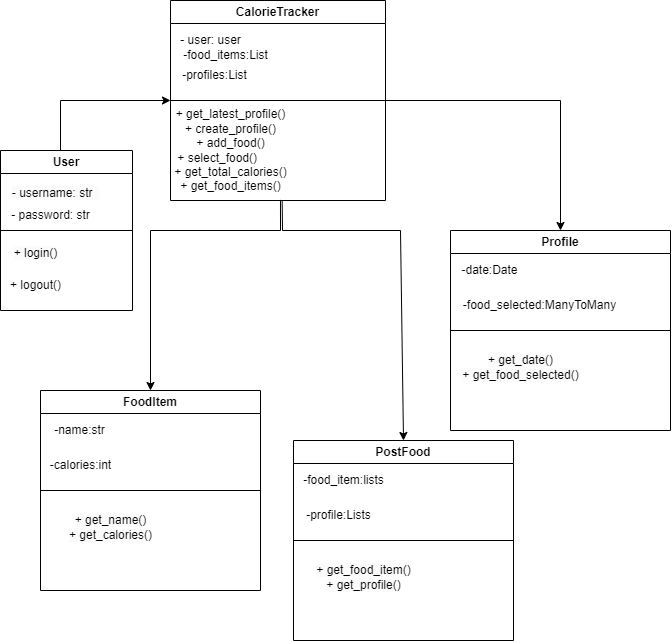 CalorieTracker
- user: user
-food_items:List
-profiles:List
+ get_latest_profile()
+ create_profile()
+ add_food()
+ select_food()
+ get_total_calories()
+ get_food_items()
User
- username: str
- password: str
+ login()
+ logout()
Profile
-date:Date
-food_selected:ManyToMany
+ get_date()
+ get_food_selected()
FoodItem
-name:str
-calories:int
+ get_name()
+ get_calories()
PostFood
-food_item:lists
-profile:Lists
+ get_food_item()
+ get_profile()